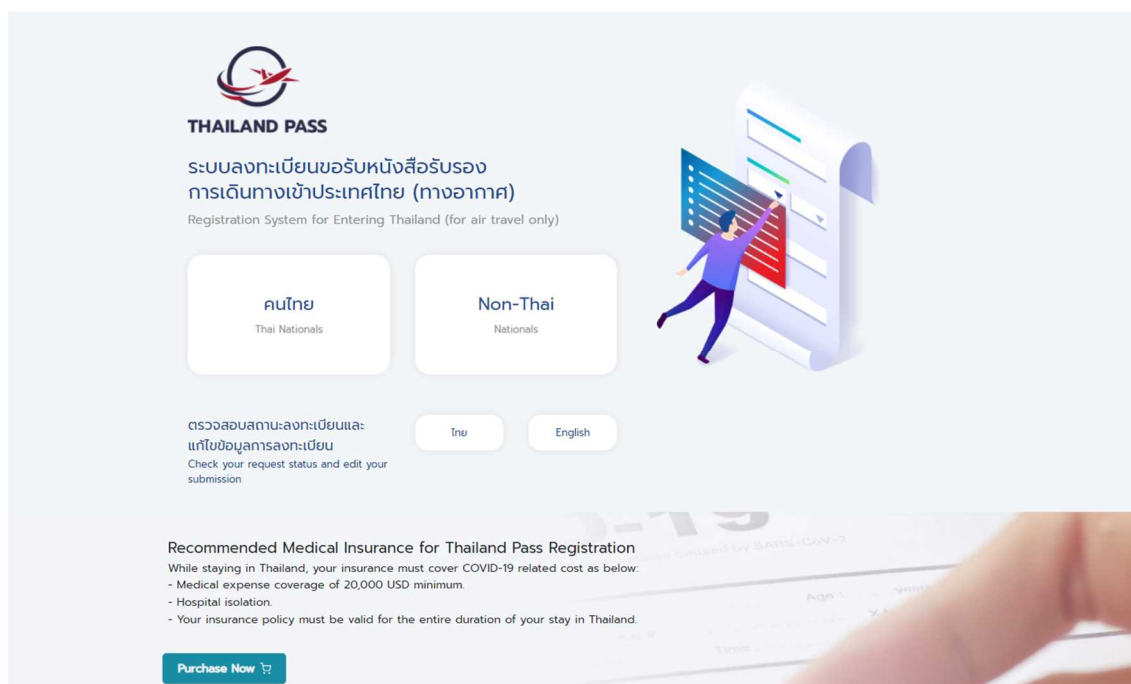 THAILAND PASS
ระบบลงทะเบียนขอรับหนังสือรับรอง
การเดินทางเข้าประเทศไทย (ทางอากาศ)
Registration System for Entering Thailand (for air travel only)
คนไทย
Thai Nationals
Non-Thai
Nationals
ตรวจสอบสถานะลงทะเบียนและ
แก้ไขข้อมูลการลงทะเบียน
Check your request status and edit your
submission
ไทย
English
Recommended Medical Insurance for Thailand Pass Registration
While staying in Thailand, your insurance must cover COVID-19 related cost as below:
- Medical expense coverage of 20,000 USD minimum.
- Hospital isolation.
- Your insurance policy must be valid for the entire duration of your stay in Thailand.
Purchase Now
-19
caused by SARS-CoV-2
Age :
Time